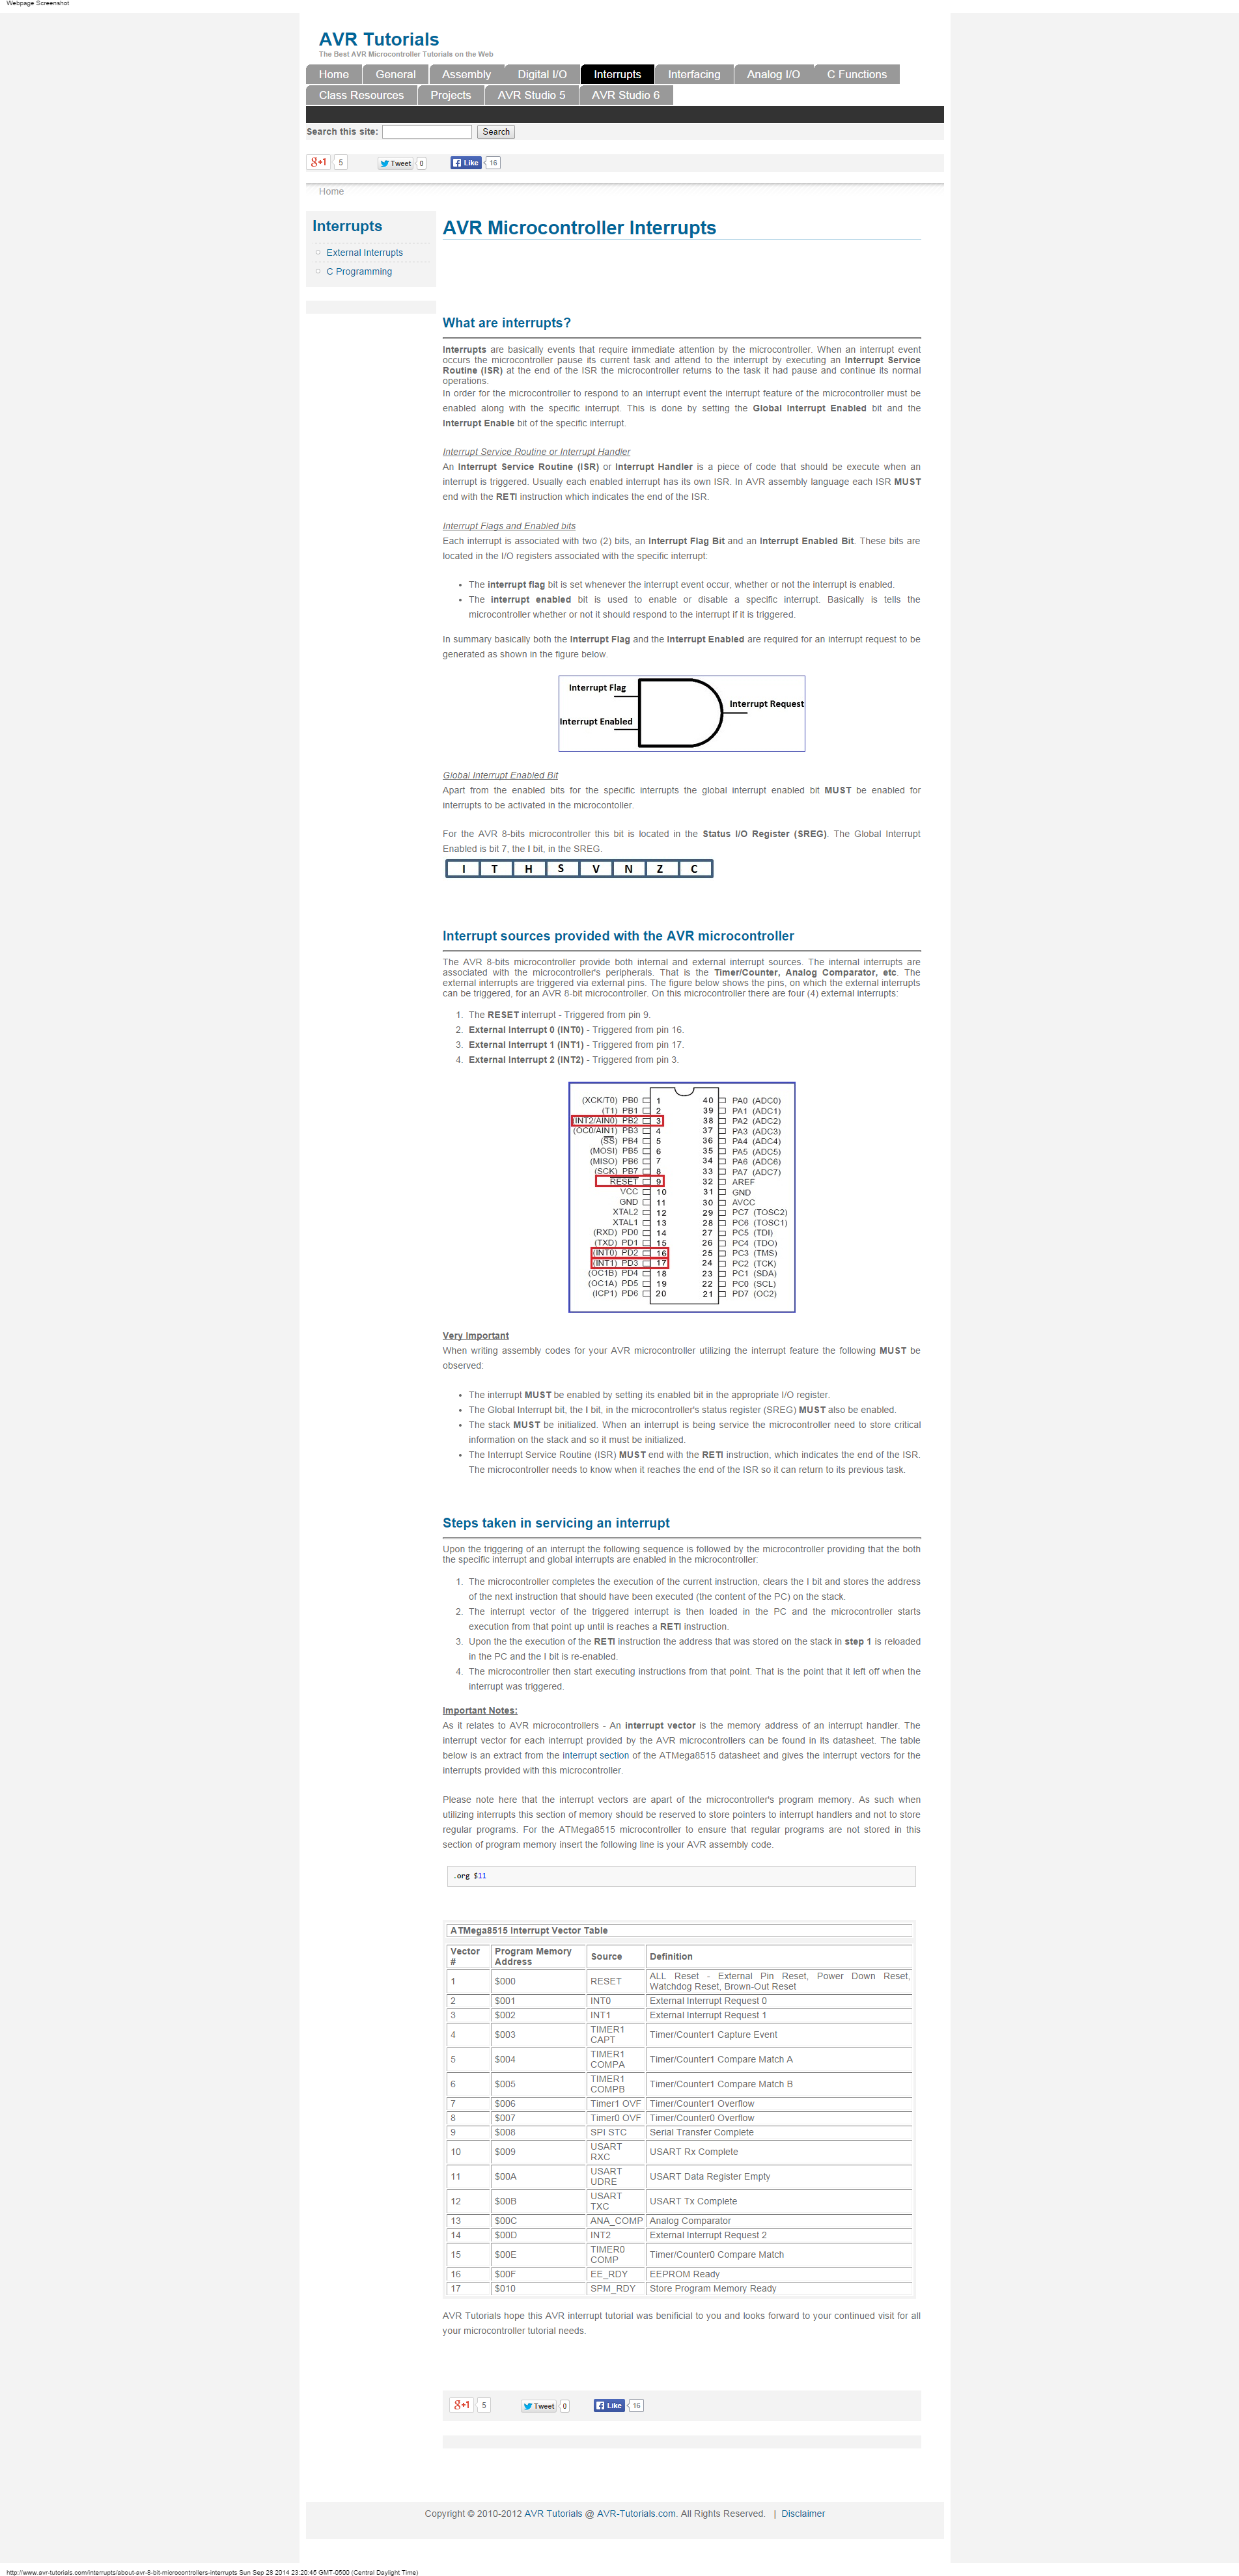 Webpage Screenshot
AVR Tutorials
The Best AVR Microcontroller Tutorials on the Web
Home General Assembly Digital I/O Interrupts Interfacing Analog I/O C Functions
Class Resources Projects AVR Studio 5 AVR Studio 6
Search this site: Search
g+1 5 Tweet 0 Like 16
Home
Interrupts
External Interrupts
C Programming
AVR Microcontroller Interrupts
What are interrupts?
Interrupts are basically events that require immediate attention by the microcontroller. When an interrupt event
occurs the microcontroller pause its current task and attend to the interrupt by executing an Interrupt Service
Routine (ISR) at the end of the ISR the microcontroller returns to the task it had pause and continue its normal
operations.
In order for the microcontroller to respond to an interrupt event the interrupt feature of the microcontroller must be
enabled along with the specific interrupt. This is done by setting the Global Interrupt Enabled bit and the
Interrupt Enable bit of the specific interrupt.
Interrupt Service Routine or Interrupt Handler
An Interrupt Service Routine (ISR) or Interrupt Handler is a piece of code that should be execute when an
interrupt is triggered. Usually each enabled interrupt has its own ISR. In AVR assembly language each ISR MUST
end with the RETI instruction which indicates the end of the ISR.
Interrupt Flags and Enabled bits
Each interrupt is associated with two (2) bits, an Interrupt Flag Bit and an Interrupt Enabled Bit. These bits are
located in the I/O registers associated with the specific interrupt:
• The interrupt flag bit is set whenever the interrupt event occur, whether or not the interrupt is enabled.
• The interrupt enabled bit is used to enable or disable a specific interrupt. Basically is tells the
microcontroller whether or not it should respond to the interrupt if it is triggered.
In summary basically both the Interrupt Flag and the Interrupt Enabled are required for an interrupt request to be
generated as shown in the figure below.
Interrupt Flag
Interrupt Request
Interrupt Enabled
Global Interrupt Enabled Bit
Apart from the enabled bits for the specific interrupts the global interrupt enabled bit MUST be enabled for
interrupts to be activated in the microcontoller.
For the AVR 8-bits microcontroller this bit is located in the Status I/O Register (SREG). The Global Interrupt
Enabled is bit 7, the I bit, in the SREG.
I T H S V N Z C
Interrupt sources provided with the AVR microcontroller
The AVR 8-bits microcontroller provide both internal and external interrupt sources. The internal interrupts are
associated with the microcontroller's peripherals. That is the Timer/Counter, Analog Comparator, etc. The
external interrupts are triggered via external pins. The figure below shows the pins, on which the external interrupts
can be triggered, for an AVR 8-bit microcontroller. On this microcontroller there are four (4) external interrupts:
1. The RESET interrupt - Triggered from pin 9.
2. External Interrupt 0 (INT0) - Triggered from pin 16.
3. External Interrupt 1 (INT1) - Triggered from pin 17.
4. External Interrupt 2 (INT2) - Triggered from pin 3.
(XCK/T0) PB0 1 40 PA0 (ADC0)
(T1) PB1 2 39 PA1 (ADC1)
(INT2/AIN0) PB2 3 38 PA2 (ADC2)
(OC0/AIN1) PB3 4 37 PA3 (ADC3)
(SS) PB4 5 36 PA4 (ADC4)
(MOSI) PB5 6 35 PA5 (ADC5)
(MISO) PB6 7 34 PA6 (ADC6)
(SCK) PB7 8 33 PA7 (ADC7)
RESET 9 32 AREF
VCC 10 31 GND
GND 11 30 AVCC
XTAL2 12 29 PC7 (TOSC2)
XTAL1 13 28 PC6 (TOSC1)
(RXD) PD0 14 27 PC5 (TDI)
(TXD) PD1 15 26 PC4 (TDO)
(INT0) PD2 16 25 PC3 (TMS)
(INT1) PD3 17 24 PC2 (TCK)
(OC1B) PD4 18 23 PC1 (SDA)
(OC1A) PD5 19 22 PC0 (SCL)
(ICP1) PD6 20 21 PD7 (OC2)
Very Important
When writing assembly codes for your AVR microcontroller utilizing the interrupt feature the following MUST be
observed:
• The interrupt MUST be enabled by setting its enabled bit in the appropriate I/O register.
• The Global Interrupt bit, the I bit, in the microcontroller's status register (SREG) MUST also be enabled.
• The stack MUST be initialized. When an interrupt is being service the microcontroller need to store critical
information on the stack and so it must be initialized.
• The Interrupt Service Routine (ISR) MUST end with the RETI instruction, which indicates the end of the ISR.
The microcontroller needs to know when it reaches the end of the ISR so it can return to its previous task.
Steps taken in servicing an interrupt
Upon the triggering of an interrupt the following sequence is followed by the microcontroller providing that the both
the specific interrupt and global interrupts are enabled in the microcontroller:
1. The microcontroller completes the execution of the current instruction, clears the I bit and stores the address
of the next instruction that should have been executed (the content of the PC) on the stack.
2. The interrupt vector of the triggered interrupt is then loaded in the PC and the microcontroller starts
execution from that point up until is reaches a RETI instruction.
3. Upon the the execution of the RETI instruction the address that was stored on the stack in step 1 is reloaded
in the PC and the I bit is re-enabled.
4. The microcontroller then start executing instructions from that point. That is the point that it left off when the
interrupt was triggered.
Important Notes:
As it relates to AVR microcontrollers - An interrupt vector is the memory address of an interrupt handler. The
interrupt vector for each interrupt provided by the AVR microcontrollers can be found in its datasheet. The table
below is an extract from the interrupt section of the ATMega8515 datasheet and gives the interrupt vectors for the
interrupts provided with this microcontroller.
Please note here that the interrupt vectors are apart of the microcontroller's program memory. As such when
utilizing interrupts this section of memory should be reserved to store pointers to interrupt handlers and not to store
regular programs. For the ATMega8515 microcontroller to ensure that regular programs are not stored in this
section of program memory insert the following line is your AVR assembly code.
.org $11
ATMega8515 Interrupt Vector Table
Vector # Program Memory Address Source Definition
1 $000 RESET ALL Reset - External Pin Reset, Power Down Reset, Watchdog Reset, Brown-Out Reset
2 $001 INT0 External Interrupt Request 0
3 $002 INT1 External Interrupt Request 1
4 $003 TIMER1 CAPT Timer/Counter1 Capture Event
5 $004 TIMER1 COMPA Timer/Counter1 Compare Match A
6 $005 TIMER1 COMPB Timer/Counter1 Compare Match B
7 $006 Timer1 OVF Timer/Counter1 Overflow
8 $007 Timer0 OVF Timer/Counter0 Overflow
9 $008 SPI STC Serial Transfer Complete
10 $009 USART RXC USART Rx Complete
11 $00A USART UDRE USART Data Register Empty
12 $00B USART TXC USART Tx Complete
13 $00C ANA_COMP Analog Comparator
14 $00D INT2 External Interrupt Request 2
15 $00E TIMER0 COMP Timer/Counter0 Compare Match
16 $00F EE_RDY EEPROM Ready
17 $010 SPM_RDY Store Program Memory Ready
AVR Tutorials hope this AVR interrupt tutorial was benificial to you and looks forward to your continued visit for all
your microcontroller tutorial needs.
g+1 5 Tweet 0 Like 16
Copyright © 2010-2012 AVR Tutorials @ AVR-Tutorials.com. All Rights Reserved. | Disclaimer
http://www.avr-tutorials.com/interrupts/about-avr-8-bit-microcontrollers-interrupts Sun Sep 28 2014 23:20:45 GMT-0500 (Central Daylight Time)